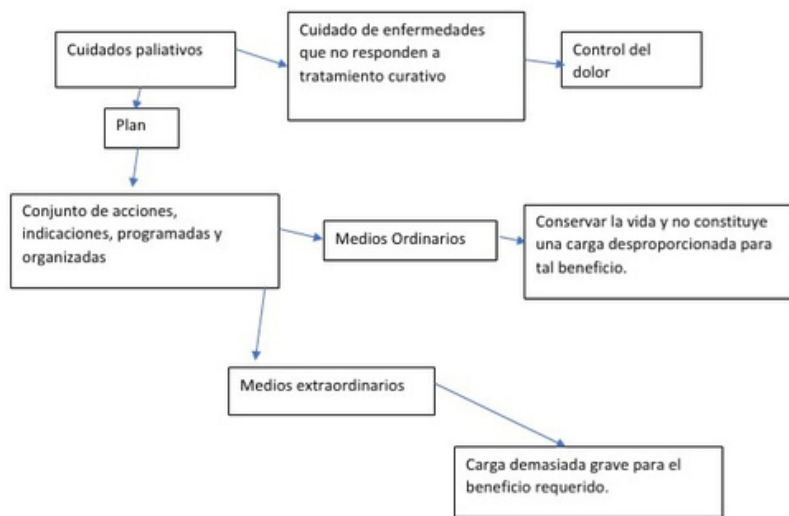 Cuidados paliativos
Cuidado de enfermedades
que no responden a
tratamiento curativo
Control del
dolor
Plan
Conjunto de acciones,
indicaciones, programadas y
organizadas
Medios Ordinarios
Conservar la vida y no constituye
una carga desproporcionada para
tal beneficio.
Medios extraordinarios
Carga demasiada grave para el
beneficio requerido.